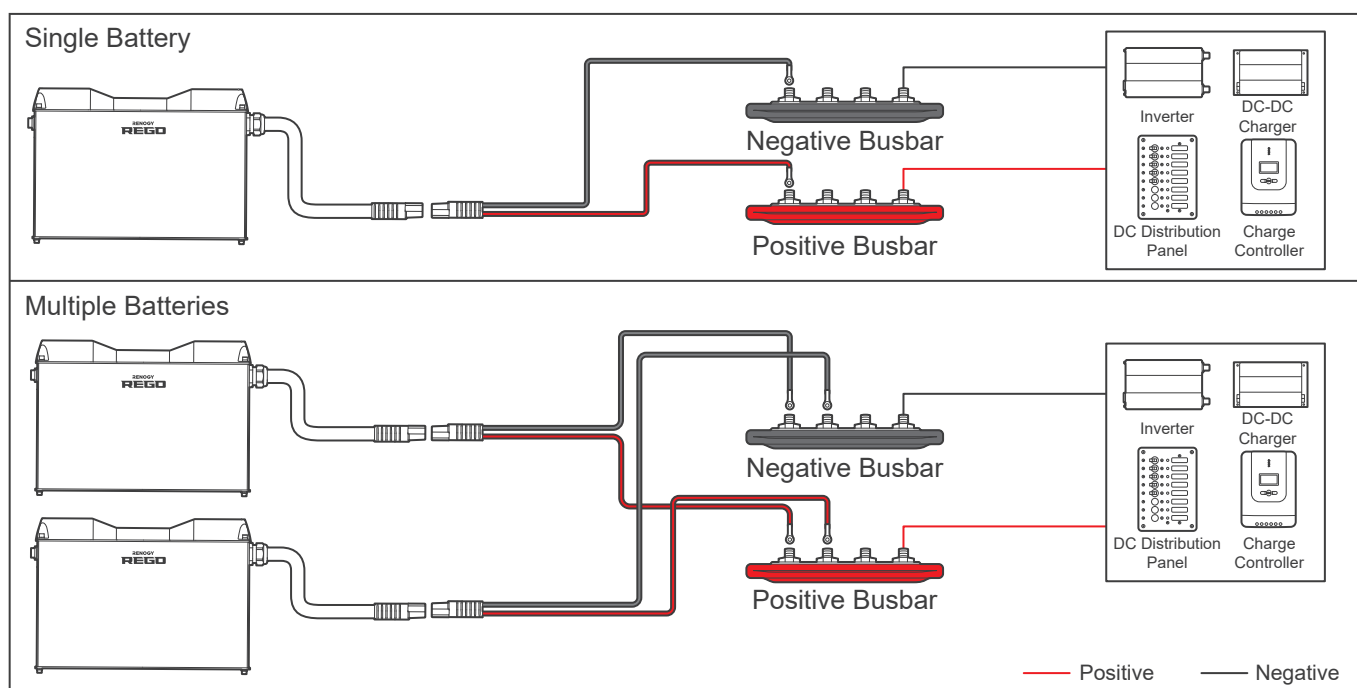 Single Battery
RENOGY
REGO
Negative Busbar
Positive Busbar
Inverter
DC-DC
Charger
DC Distribution
Panel
Charge
Controller
Multiple Batteries
RENOGY
REGO
Negative Busbar
Inverter
DC-DC
Charger
RENOGY
REGO
Positive Busbar
DC Distribution
Panel
Charge
Controller
Positive
Negative